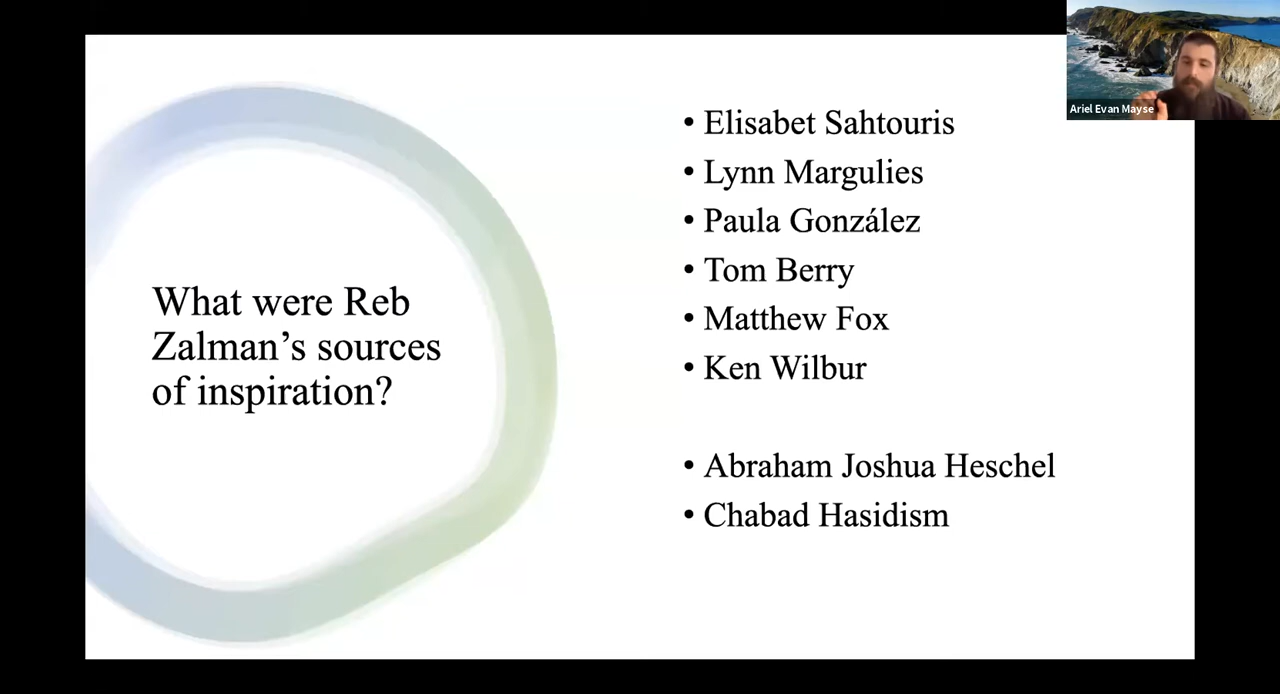 What were Reb
Zalman’s sources
of inspiration?
• Elisabet Sahtouris
• Lynn Margulies
• Paula González
• Tom Berry
• Matthew Fox
• Ken Wilbur
• Abraham Joshua Heschel
• Chabad Hasidism
Ariel Evan Mayse